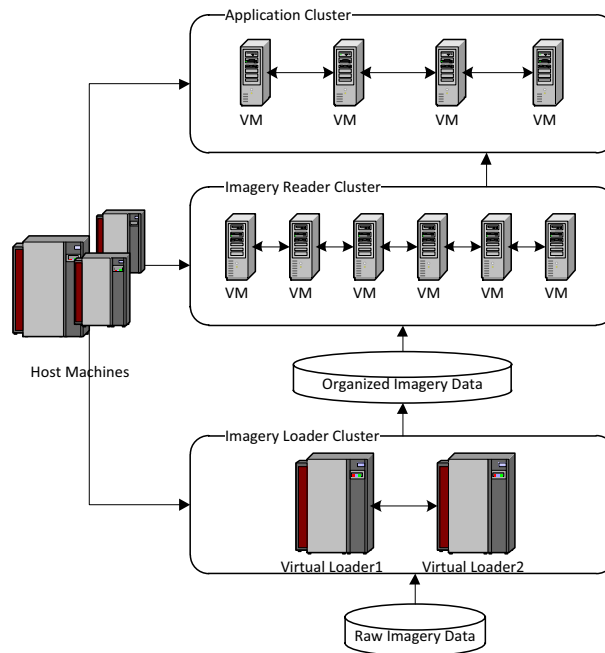 Application Cluster
VM VM VM VM
Imagery Reader Cluster
VM VM VM VM VM VM
Host Machines
Organized Imagery Data
Imagery Loader Cluster
Virtual Loader1 Virtual Loader2
Raw Imagery Data